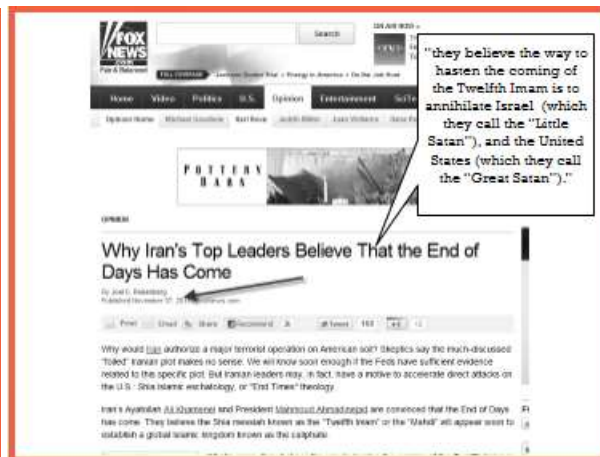 FOX
NEWS
Search
Home Video Politics U.S. Opinion Entertainment SciTe
Opinion Home
POTTERY
BARN
"they believe the way to
hasten the coming of
the Twelfth Imam is to
annihilate Israel (which
they call the "Little
Satan"), and the United
States (which they call
the "Great Satan")."
OPINION
Why Iran's Top Leaders Believe That the End of
Days Has Come
By Joel C. Rosenberg
Print Email Share Recommend Tweet
Why would Iran authorize a major terrorist operation on American soil? Skeptics say the much-discussed
"foiled" Iranian plot makes no sense. We will know soon enough if the Feds have sufficient evidence
related to this specific plot. But Iranian leaders may, in fact, have a motive to accelerate direct attacks on
the U.S.: Shia Islamic eschatology, or "End Times" theology.
Iran's Ayatollah Ali Khamenei and President Mahmoud Ahmadinejad are convinced that the End of Days
has come. They believe the Shia messiah known as the "Twelfth Imam" or the "Mahdi" will appear soon to
establish a global Islamic kingdom known as the caliphate.